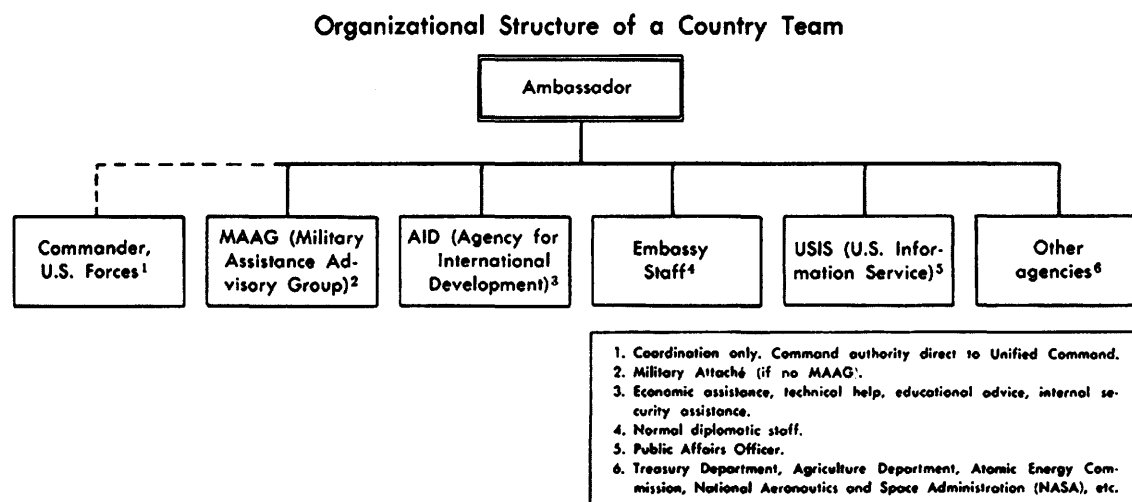 Organizational Structure of a Country Team
Ambassador
Commander,
U.S. Forces¹
MAAG (Military
Assistance Ad-
visory Group)²
AID (Agency for
International
Development)³
Embassy
Staff⁴
USIS (U.S. Infor-
mation Service)⁵
Other
agencies⁶
1. Coordination only. Command authority direct to Unified Command.
2. Military Attaché (if no MAAG).
3. Economic assistance, technical help, educational advice, internal se-
curity assistance.
4. Normal diplomatic staff.
5. Public Affairs Officer.
6. Treasury Department, Agriculture Department, Atomic Energy Com-
mission, National Aeronautics and Space Administration (NASA), etc.